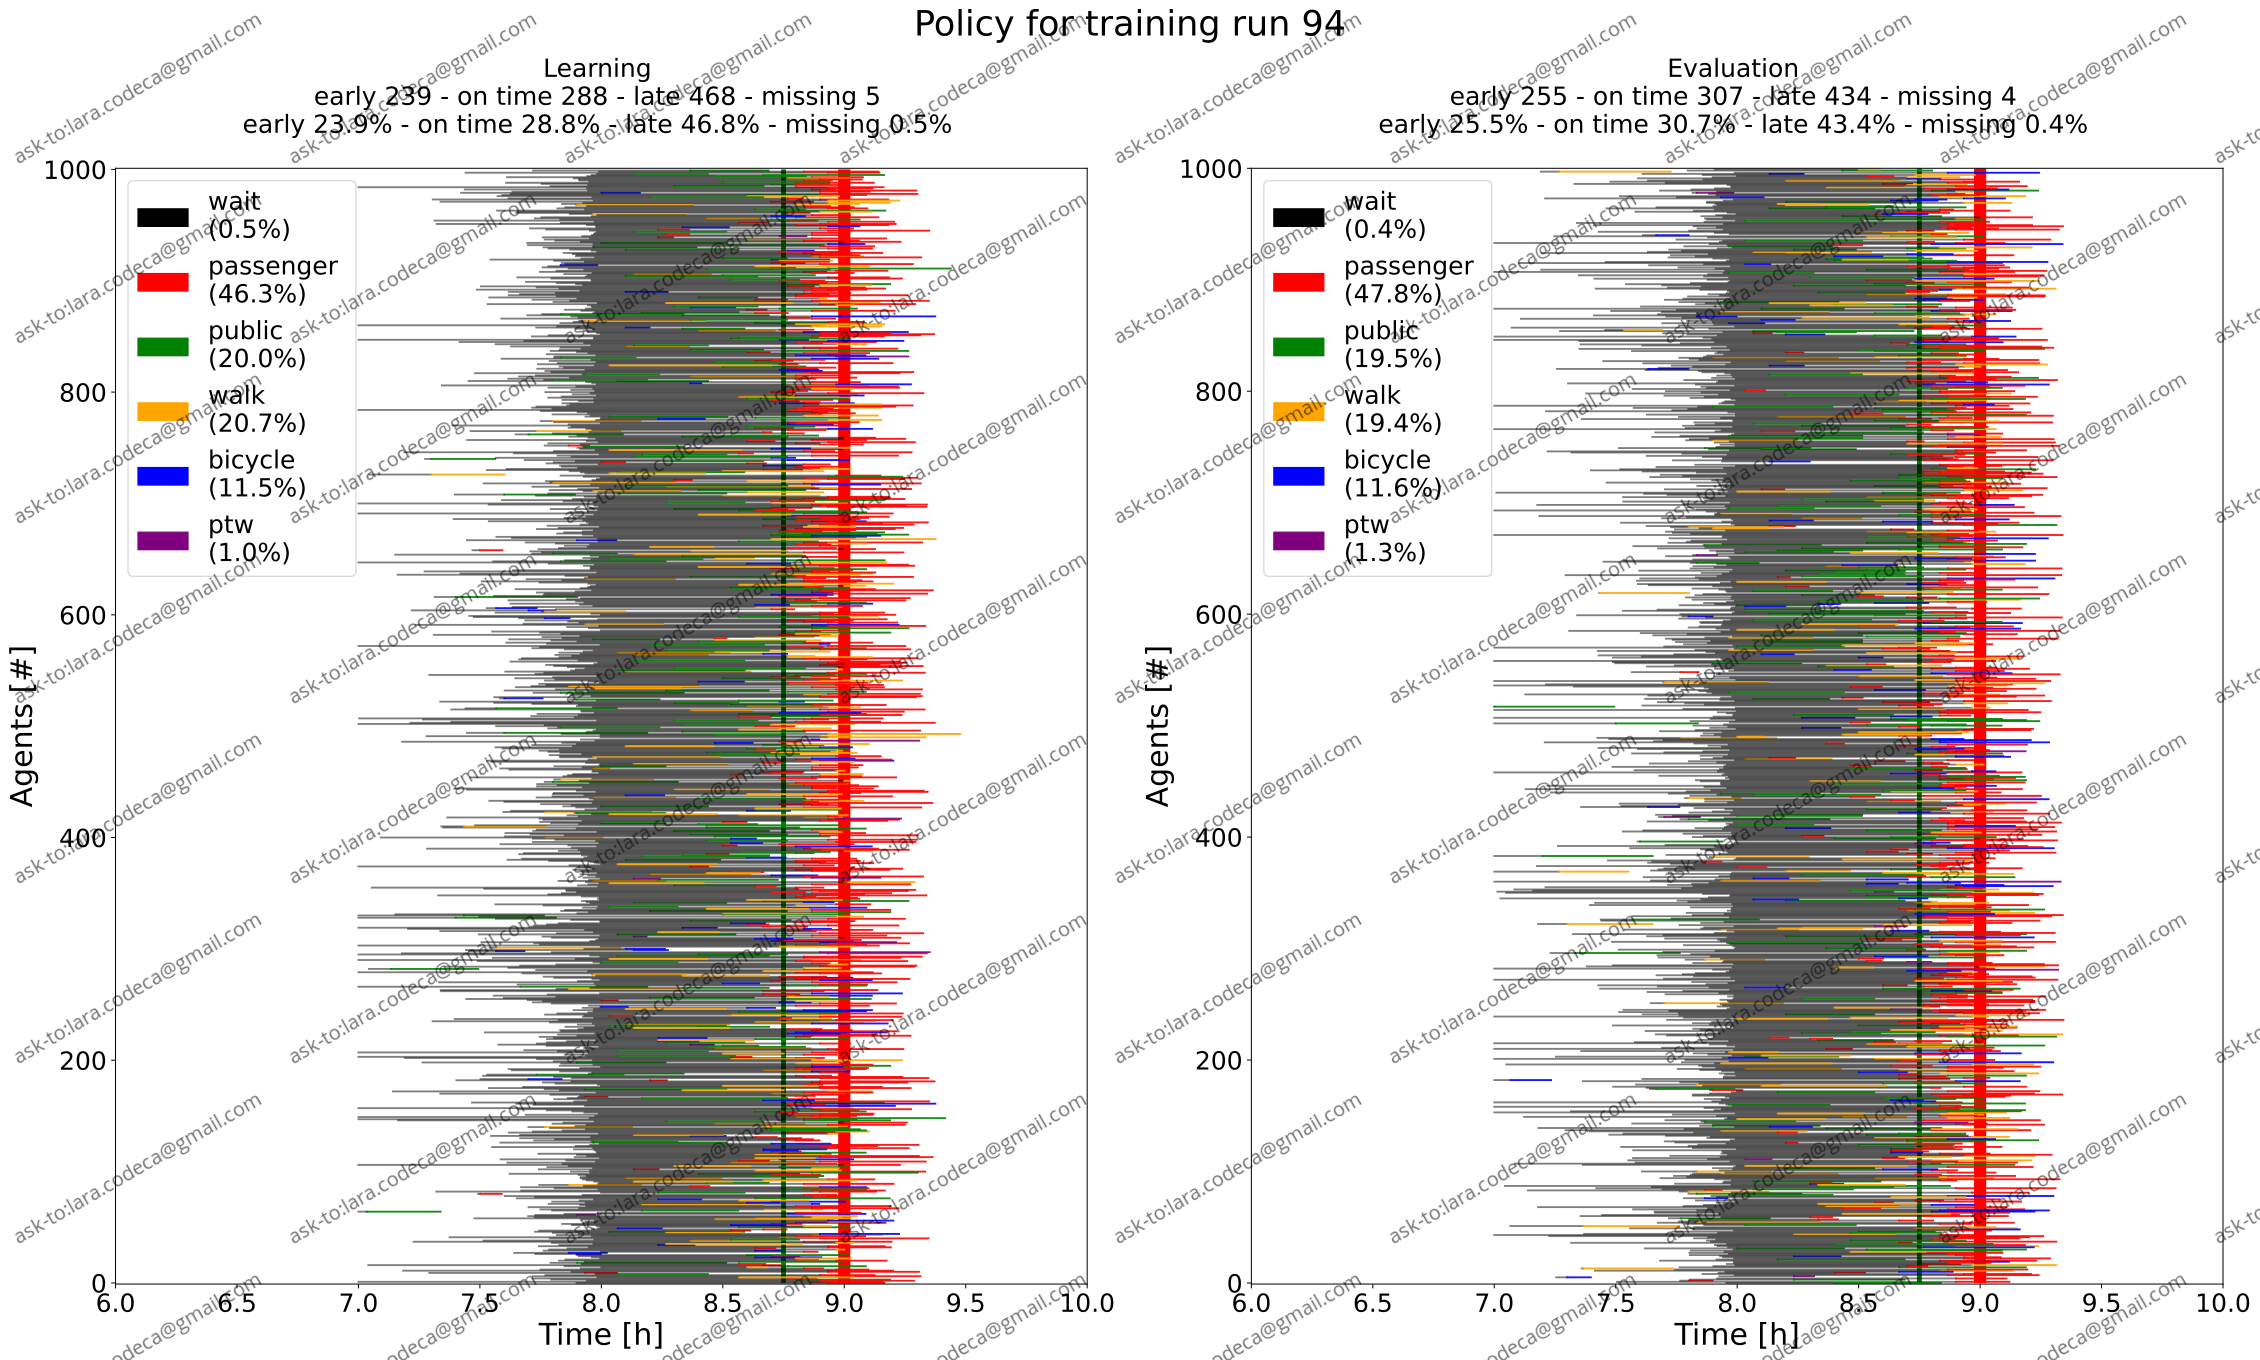 Policy for training run 94
Learning
early 239 - on time 288 - late 468 - missing 5
early 23.9% - on time 28.8% - late 46.8% - missing 0.5%
1000
800
600
400
200
0
Agents [#]
wait
(0.5%)
passenger
(46.3%)
public
(20.0%)
walk
(20.7%)
bicycle
(11.5%)
ptw
(1.0%)
6.0 6.5 7.0 7.5 8.0 8.5 9.0 9.5 10.0
Time [h]
Evaluation
early 255 - on time 307 - late 434 - missing 4
early 25.5% - on time 30.7% - late 43.4% - missing 0.4%
1000
800
600
400
200
0
Agents [#]
wait
(0.4%)
passenger
(47.8%)
public
(19.5%)
walk
(19.4%)
bicycle
(11.6%)
ptw
(1.3%)
6.0 6.5 7.0 7.5 8.0 8.5 9.0 9.5 10.0
Time [h]
ask-to:lara.codeca@gmail.com